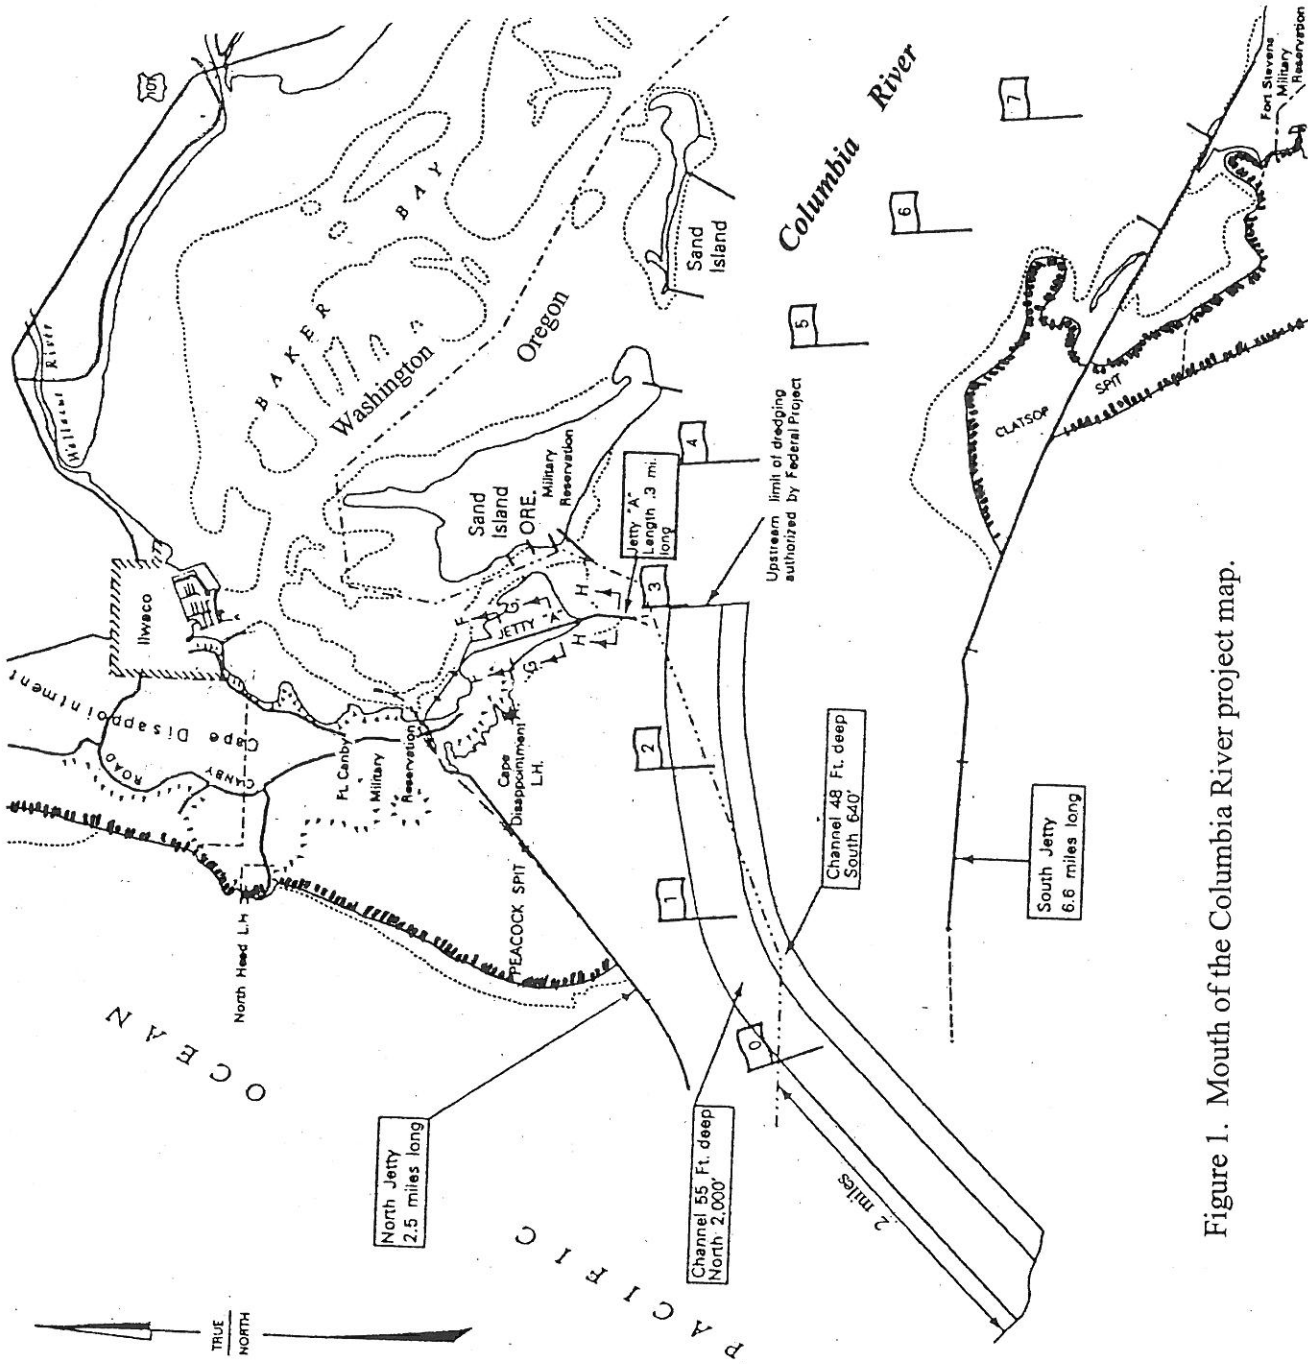 TRUE
NORTH
PACIFIC
OCEAN
North Head L.H
North Jetty
2.5 miles long
Channel 55 Ft. deep
North 2,000'
2 miles
PEACOCK SPIT
Cape Disappointment
CANBY
ROAD
Ft. Canby
Military
Reservation
Cape
Disappointment
L.H.
Ilwaco
River
101
BAKER
BAY
Washington
Oregon
Sand
Island
ORE.
Military
Reservation
Sand
Island
Columbia River
JETTY "A"
F
F
G
G
H
H
Jetty "A"
Length .3 mi.
long
Upstream limit of dredging
authorized by Federal Project
0
1
2
3
4
5
6
7
Channel 48 Ft. deep
South 640'
South Jetty
6.6 miles long
CLATSOP
SPIT
Fort Stevens
Military
Reservation
Figure 1. Mouth of the Columbia River project map.